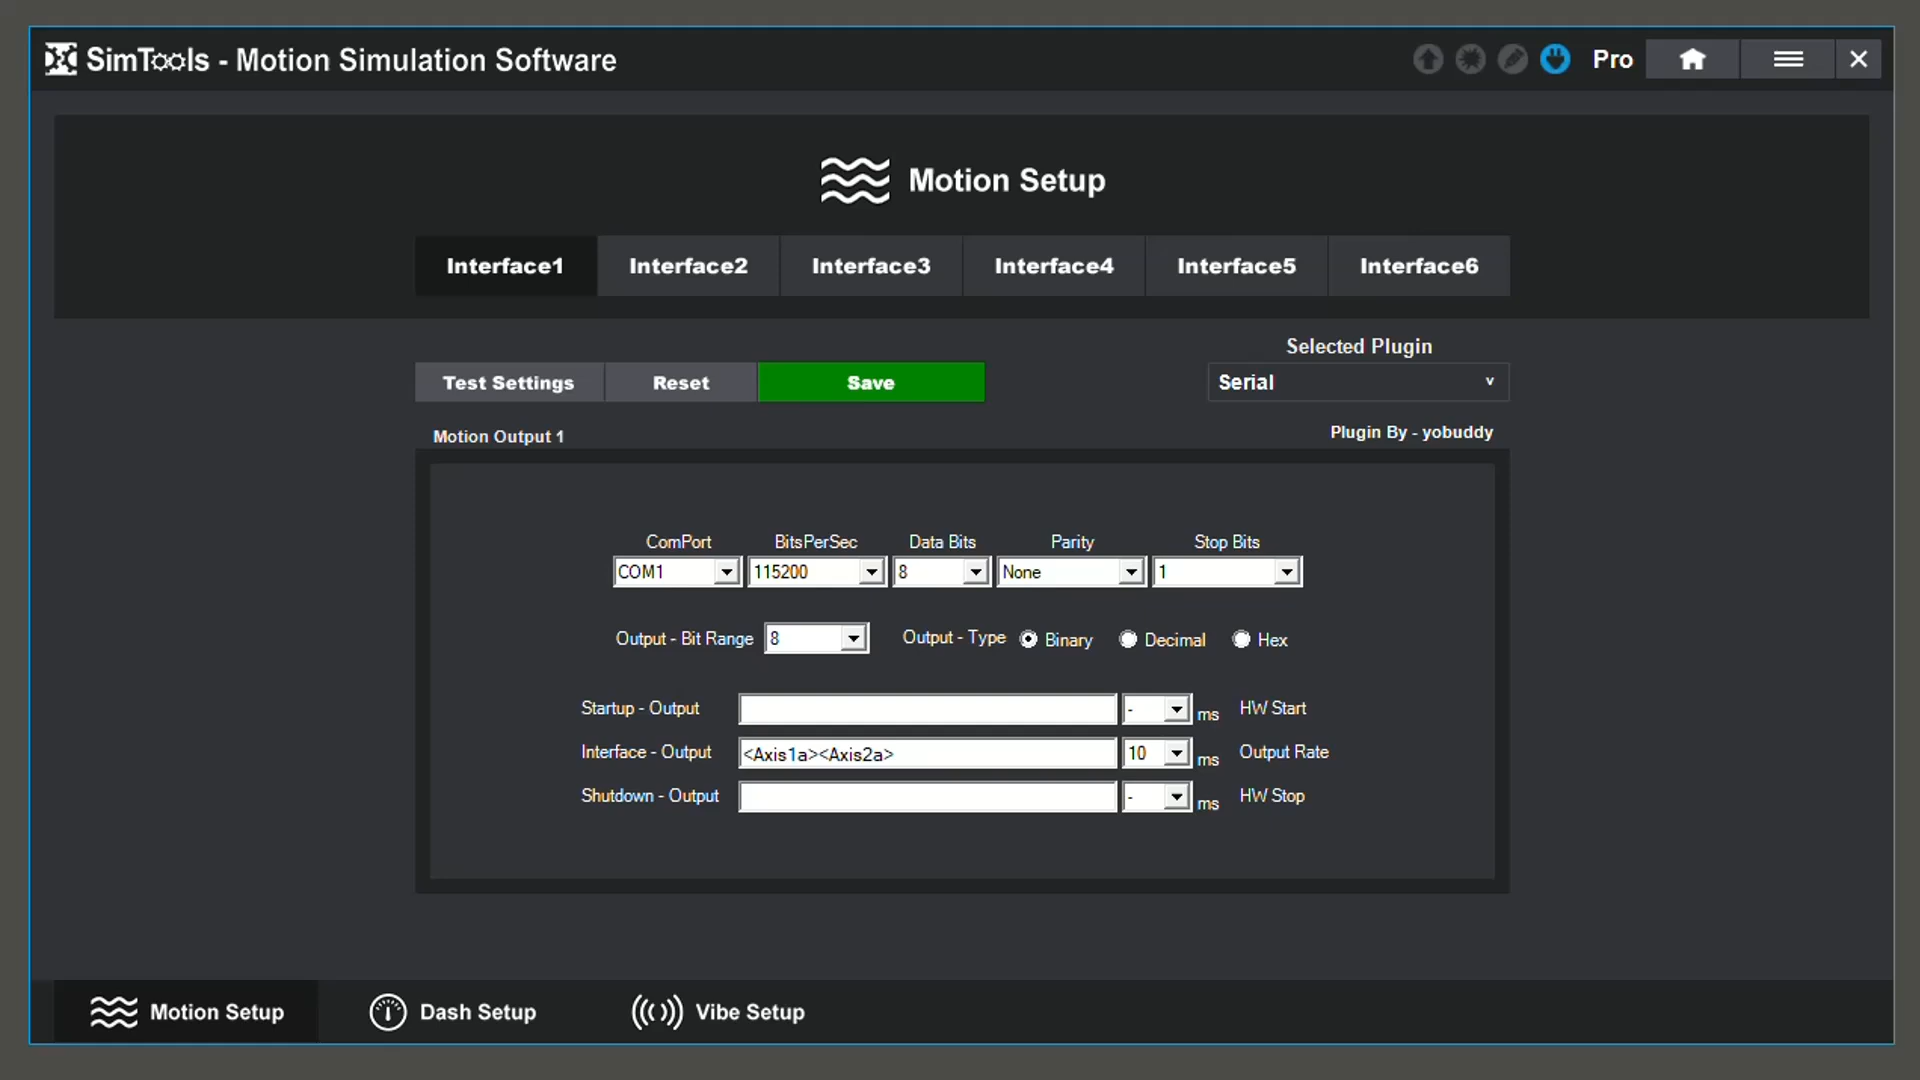 SimTools - Motion Simulation Software
Pro
Motion Setup
Interface1 Interface2 Interface3 Interface4 Interface5 Interface6
Selected Plugin
Test Settings Reset Save Serial v
Motion Output 1 Plugin By - yobuddy
ComPort BitsPerSec Data Bits Parity Stop Bits
COM1 115200 8 None 1
Output - Bit Range 8 Output - Type Binary Decimal Hex
Startup - Output - ms HW Start
Interface - Output <Axis1a><Axis2a> 10 ms Output Rate
Shutdown - Output - ms HW Stop
Motion Setup Dash Setup Vibe Setup